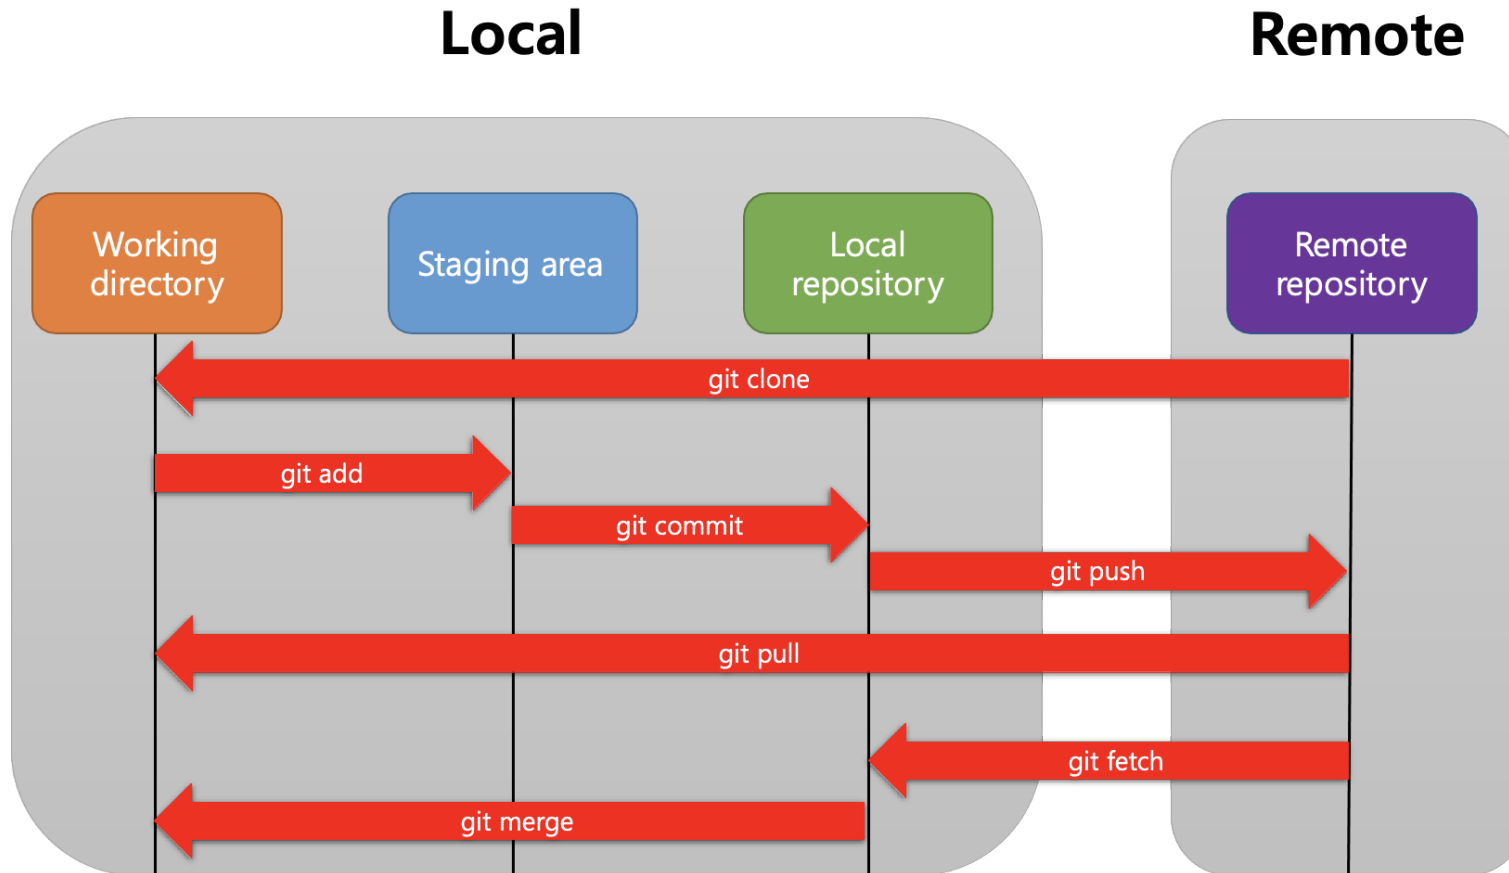 Local
Remote
Working
directory
Staging area
Local
repository
Remote
repository
git clone
git add
git commit
git push
git pull
git fetch
git merge